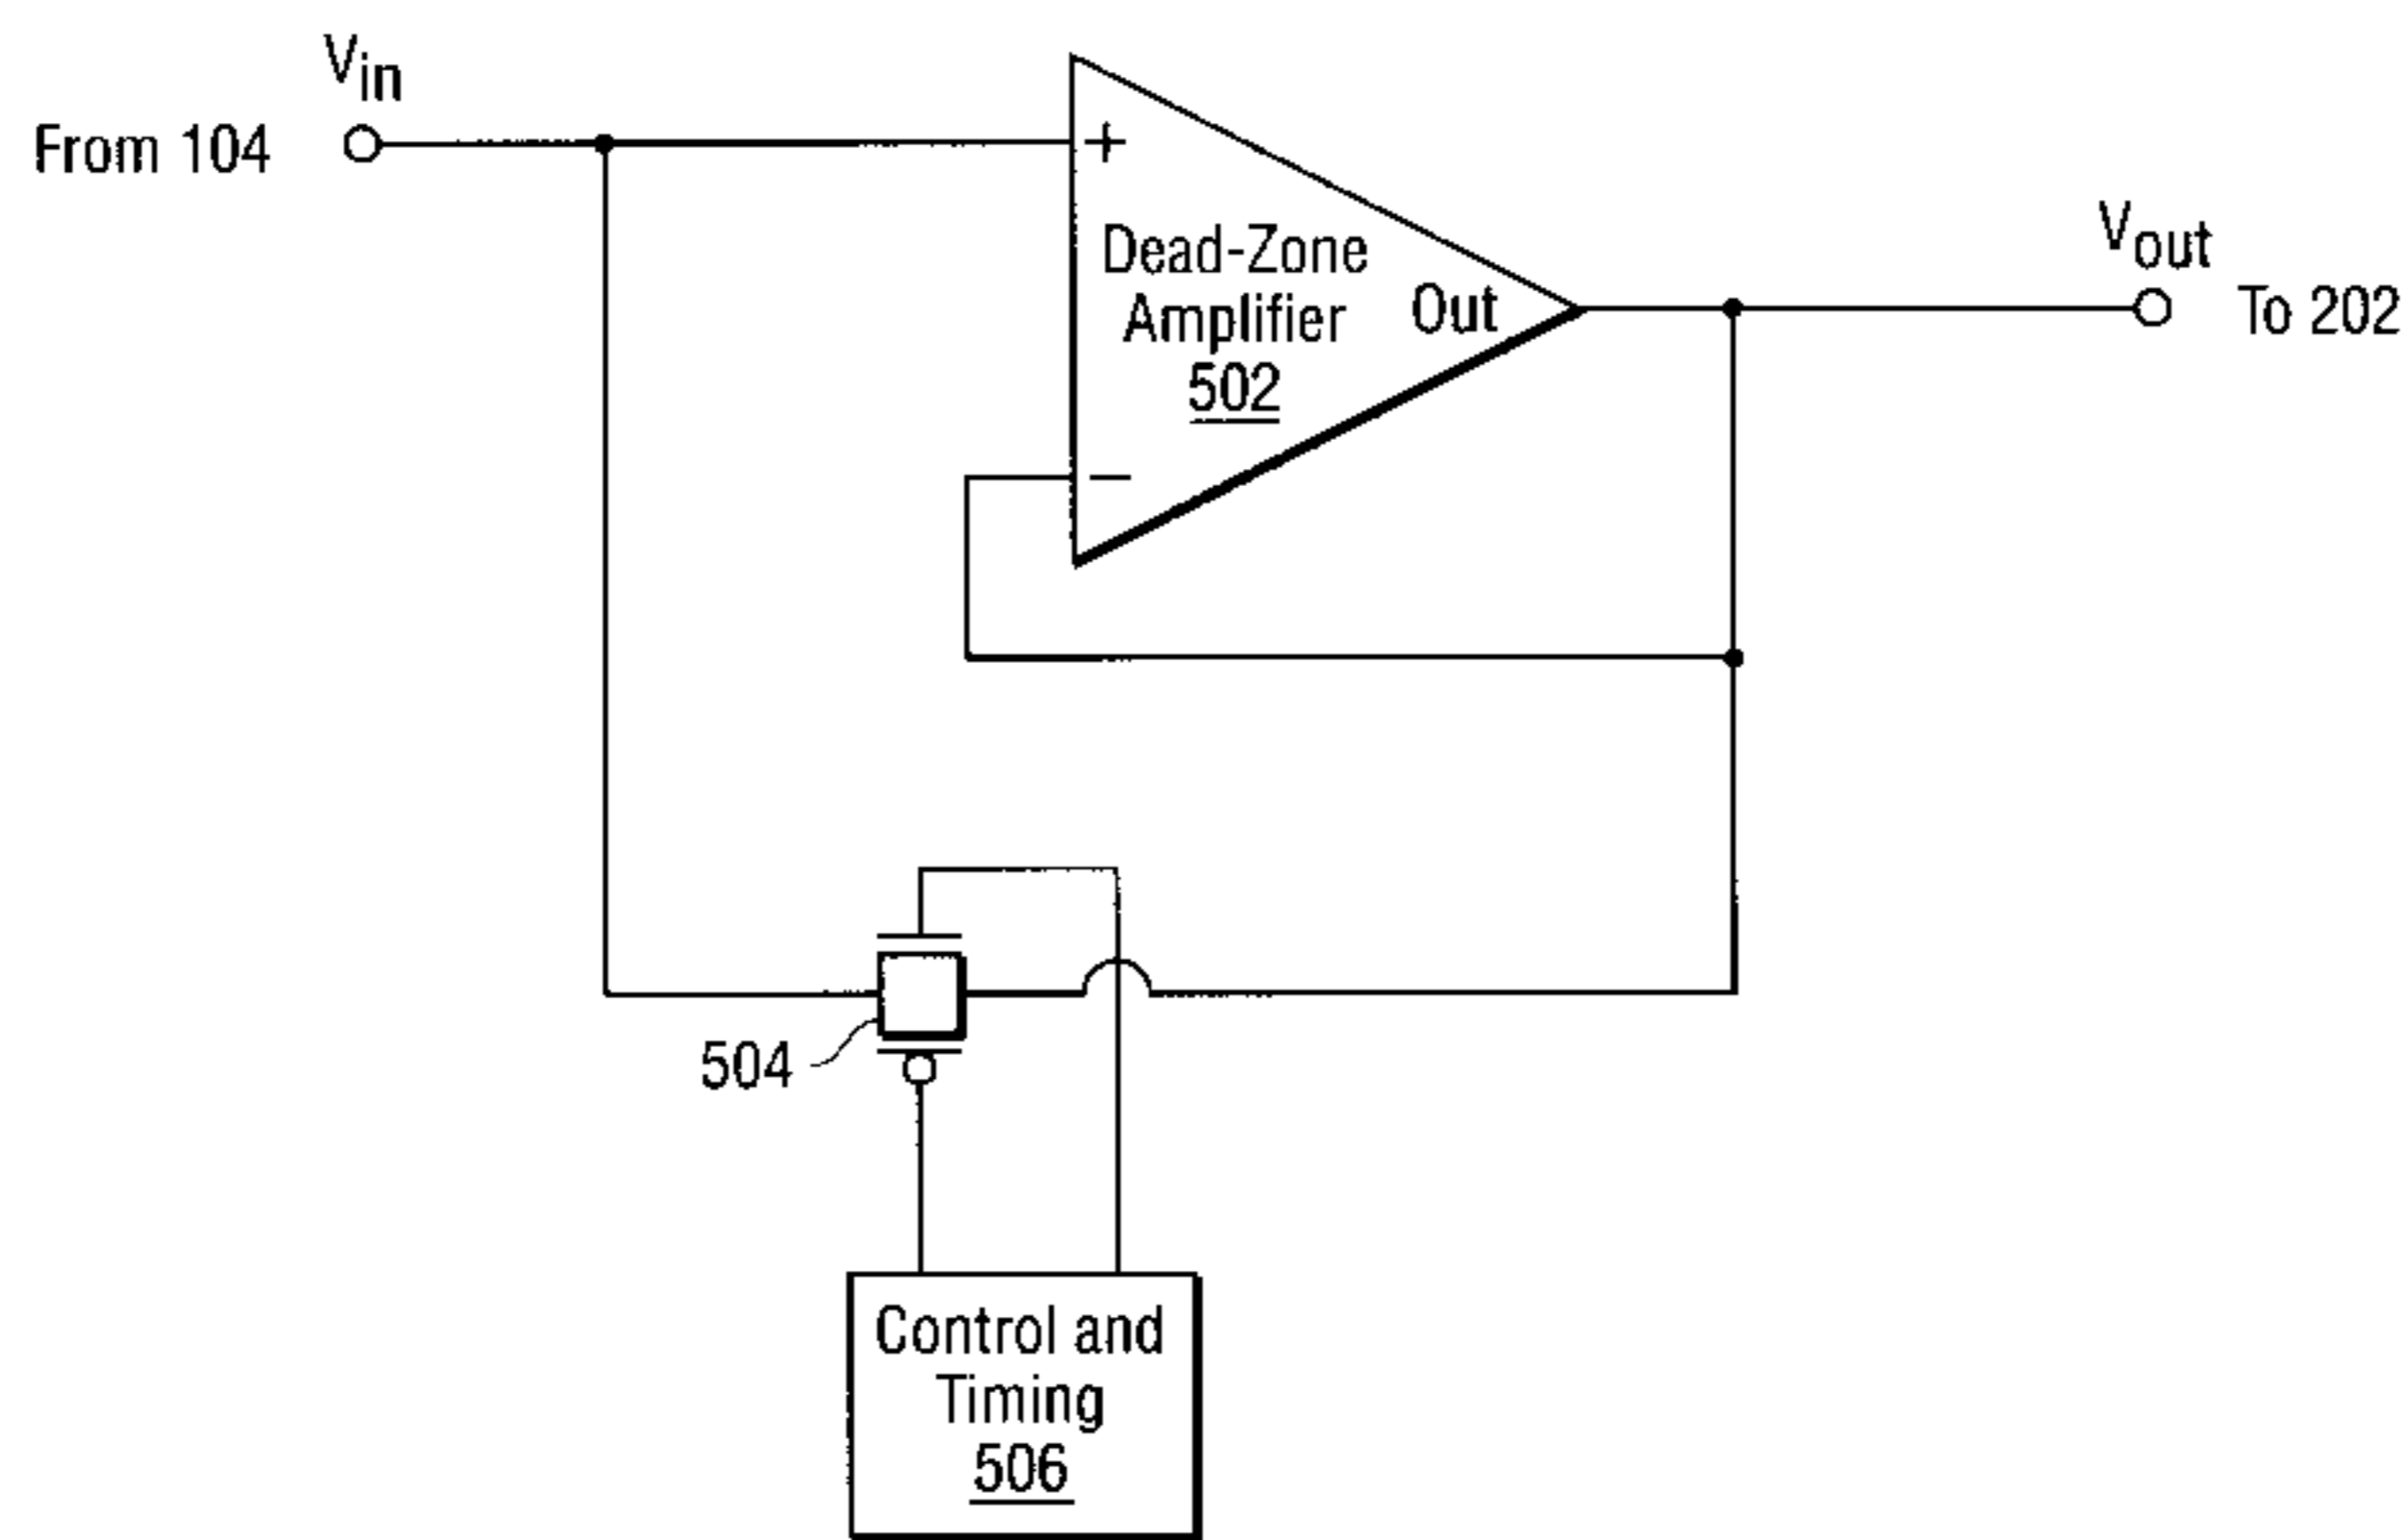 Vin
From 104
+
Dead-Zone
Amplifier
502
Out
−
Vout
To 202
504
Control and
Timing
506